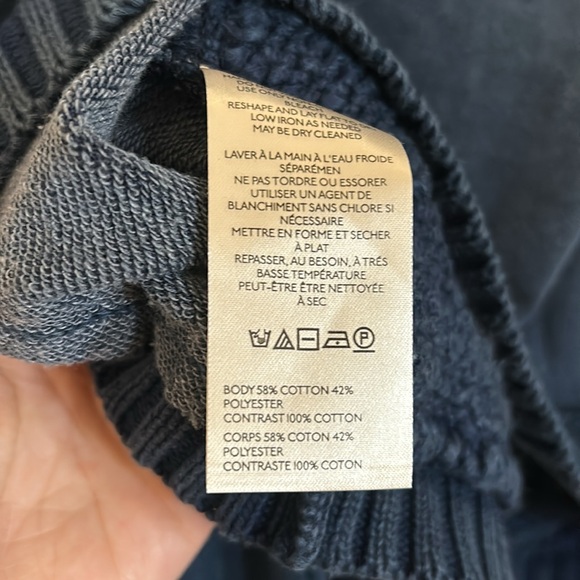 USE ONLY
BLEACH
RESHAPE AND LAY FLAT TO
LOW IRON AS NEEDED
MAY BE DRY CLEANED
LAVER À LA MAIN À L'EAU FROIDE
SÉPARÉMEN
NE PAS TORDRE OU ESSORER
UTILISER UN AGENT DE
BLANCHIMENT SANS CHLORE SI
NÉCESSAIRE
METTRE EN FORME ET SECHER
À PLAT
REPASSER, AU BESOIN, À TRÉS
BASSE TEMPÉRATURE
PEUT-ÊTRE ÊTRE NETTOYÉE
À SEC
P
BODY 58% COTTON 42%
POLYESTER
CONTRAST 100% COTTON
CORPS 58% COTON 42%
POLYESTER
CONTRASTE 100% COTON